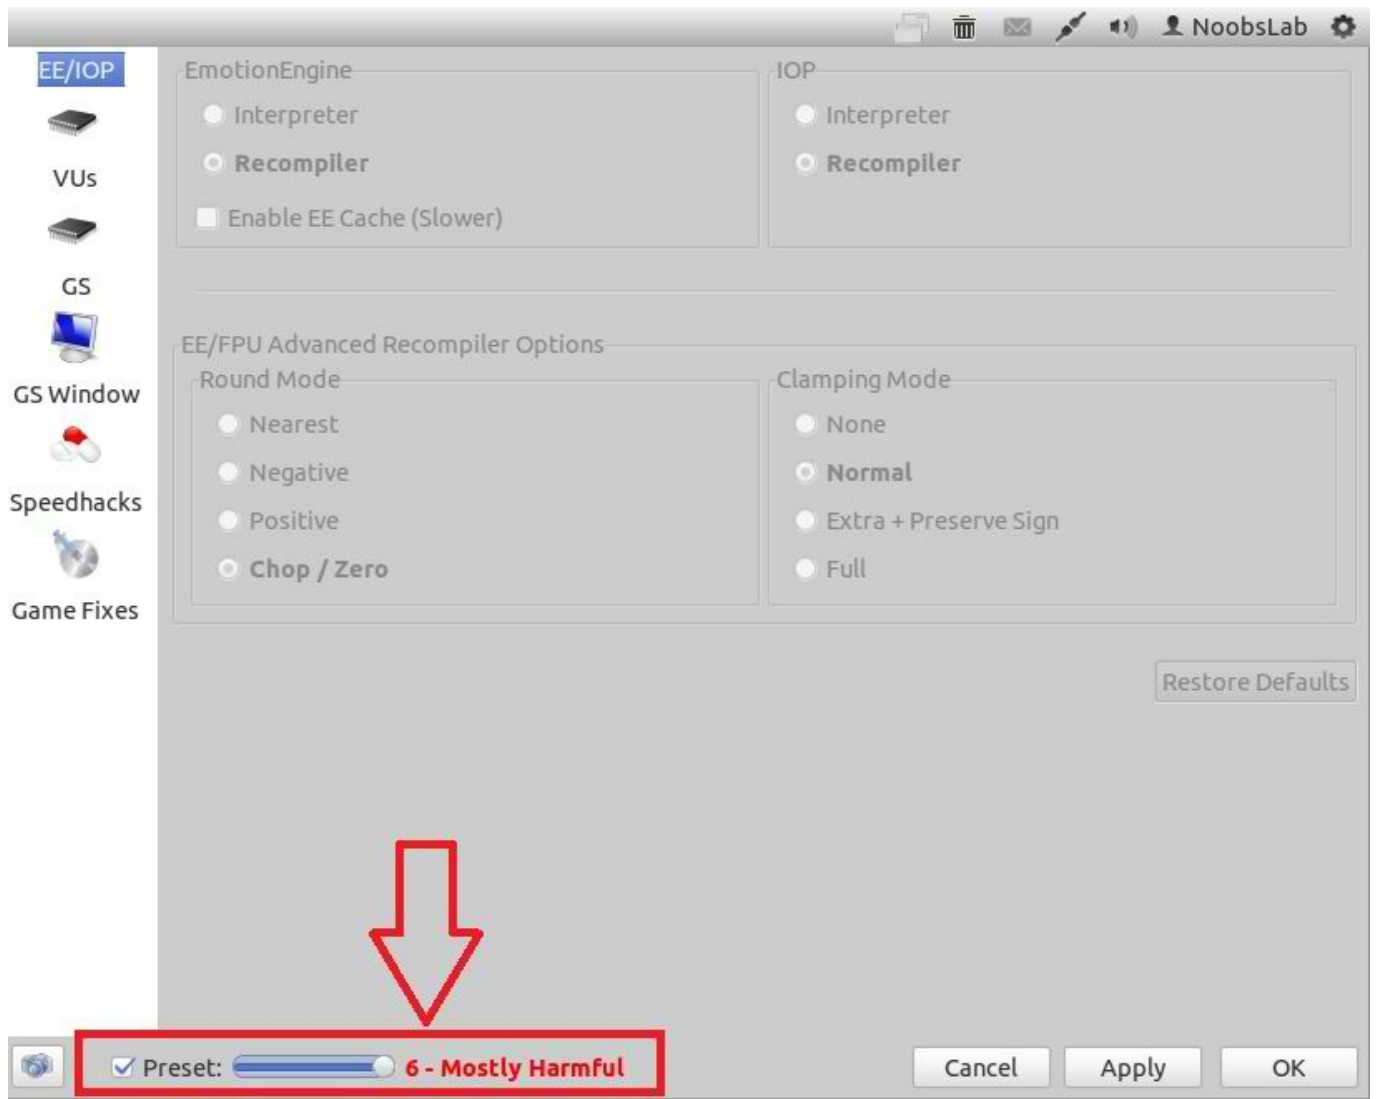 NoobsLab
EE/IOP
VUs
GS
GS Window
Speedhacks
Game Fixes
EmotionEngine
Interpreter
Recompiler
Enable EE Cache (Slower)
IOP
Interpreter
Recompiler
EE/FPU Advanced Recompiler Options
Round Mode
Nearest
Negative
Positive
Chop / Zero
Clamping Mode
None
Normal
Extra + Preserve Sign
Full
Restore Defaults
Preset: 6 - Mostly Harmful
Cancel
Apply
OK